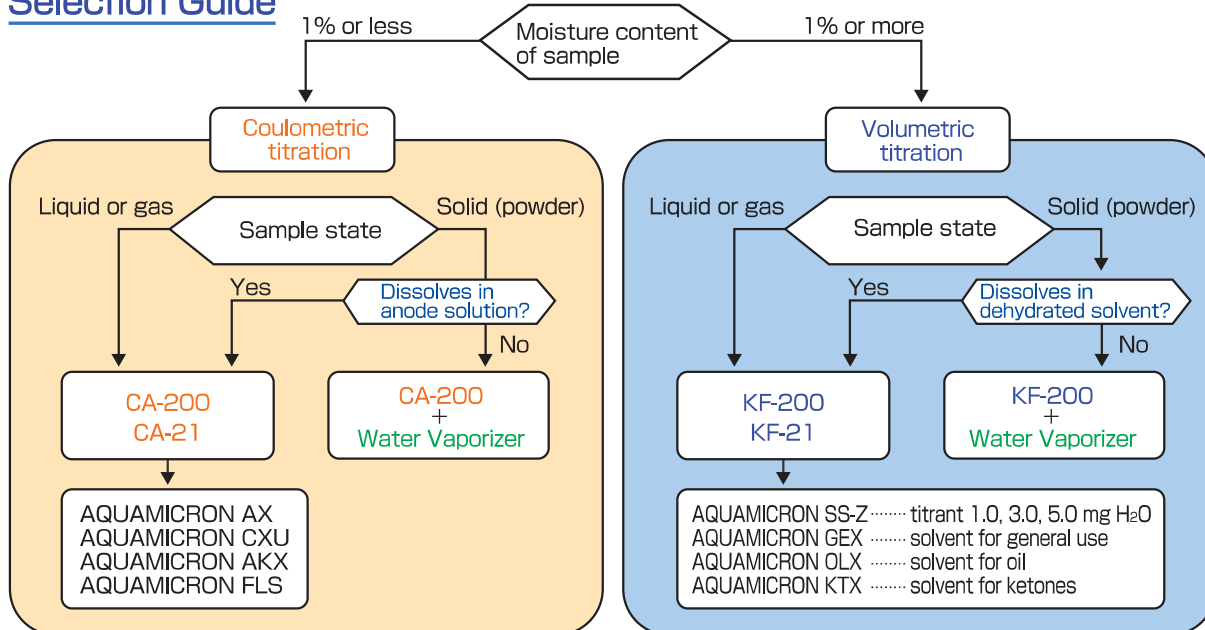 Selection Guide
1% or less
Moisture content
of sample
1% or more
Coulometric
titration
Liquid or gas
Sample state
Solid (powder)
Yes
Dissolves in
anode solution?
No
CA-200
CA-21
CA-200
+
Water Vaporizer
AQUAMICRON AX
AQUAMICRON CXU
AQUAMICRON AKX
AQUAMICRON FLS
Volumetric
titration
Liquid or gas
Sample state
Solid (powder)
Yes
Dissolves in
dehydrated solvent?
No
KF-200
KF-21
KF-200
+
Water Vaporizer
AQUAMICRON SS-Z ········ titrant 1.0, 3.0, 5.0 mg H₂O
AQUAMICRON GEX ········ solvent for general use
AQUAMICRON OLX ········ solvent for oil
AQUAMICRON KTX ········ solvent for ketones